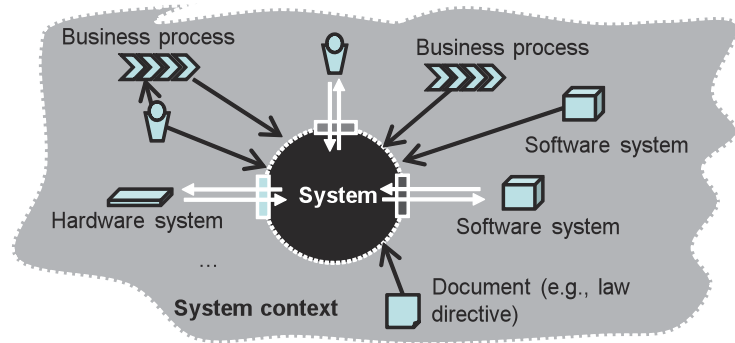 Business process
Business process
Software system
System
Hardware system
Software system
...
Document (e.g., law
directive)
System context